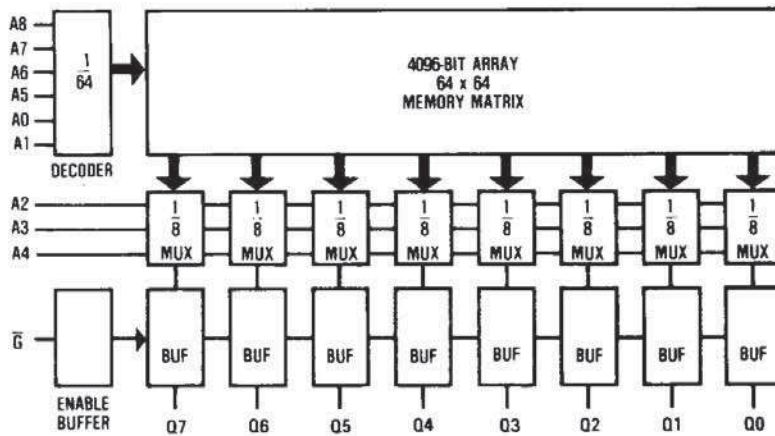 A8
A7
A6
A5
A0
A1
1
64
DECODER
4096-BIT ARRAY
64 x 64
MEMORY MATRIX
A2
A3
A4
1 1 1 1 1 1 1 1
8 8 8 8 8 8 8 8
MUX MUX MUX MUX MUX MUX MUX MUX
G̅
BUF BUF BUF BUF BUF BUF BUF BUF
ENABLE
BUFFER
Q7 Q6 Q5 Q4 Q3 Q2 Q1 Q0